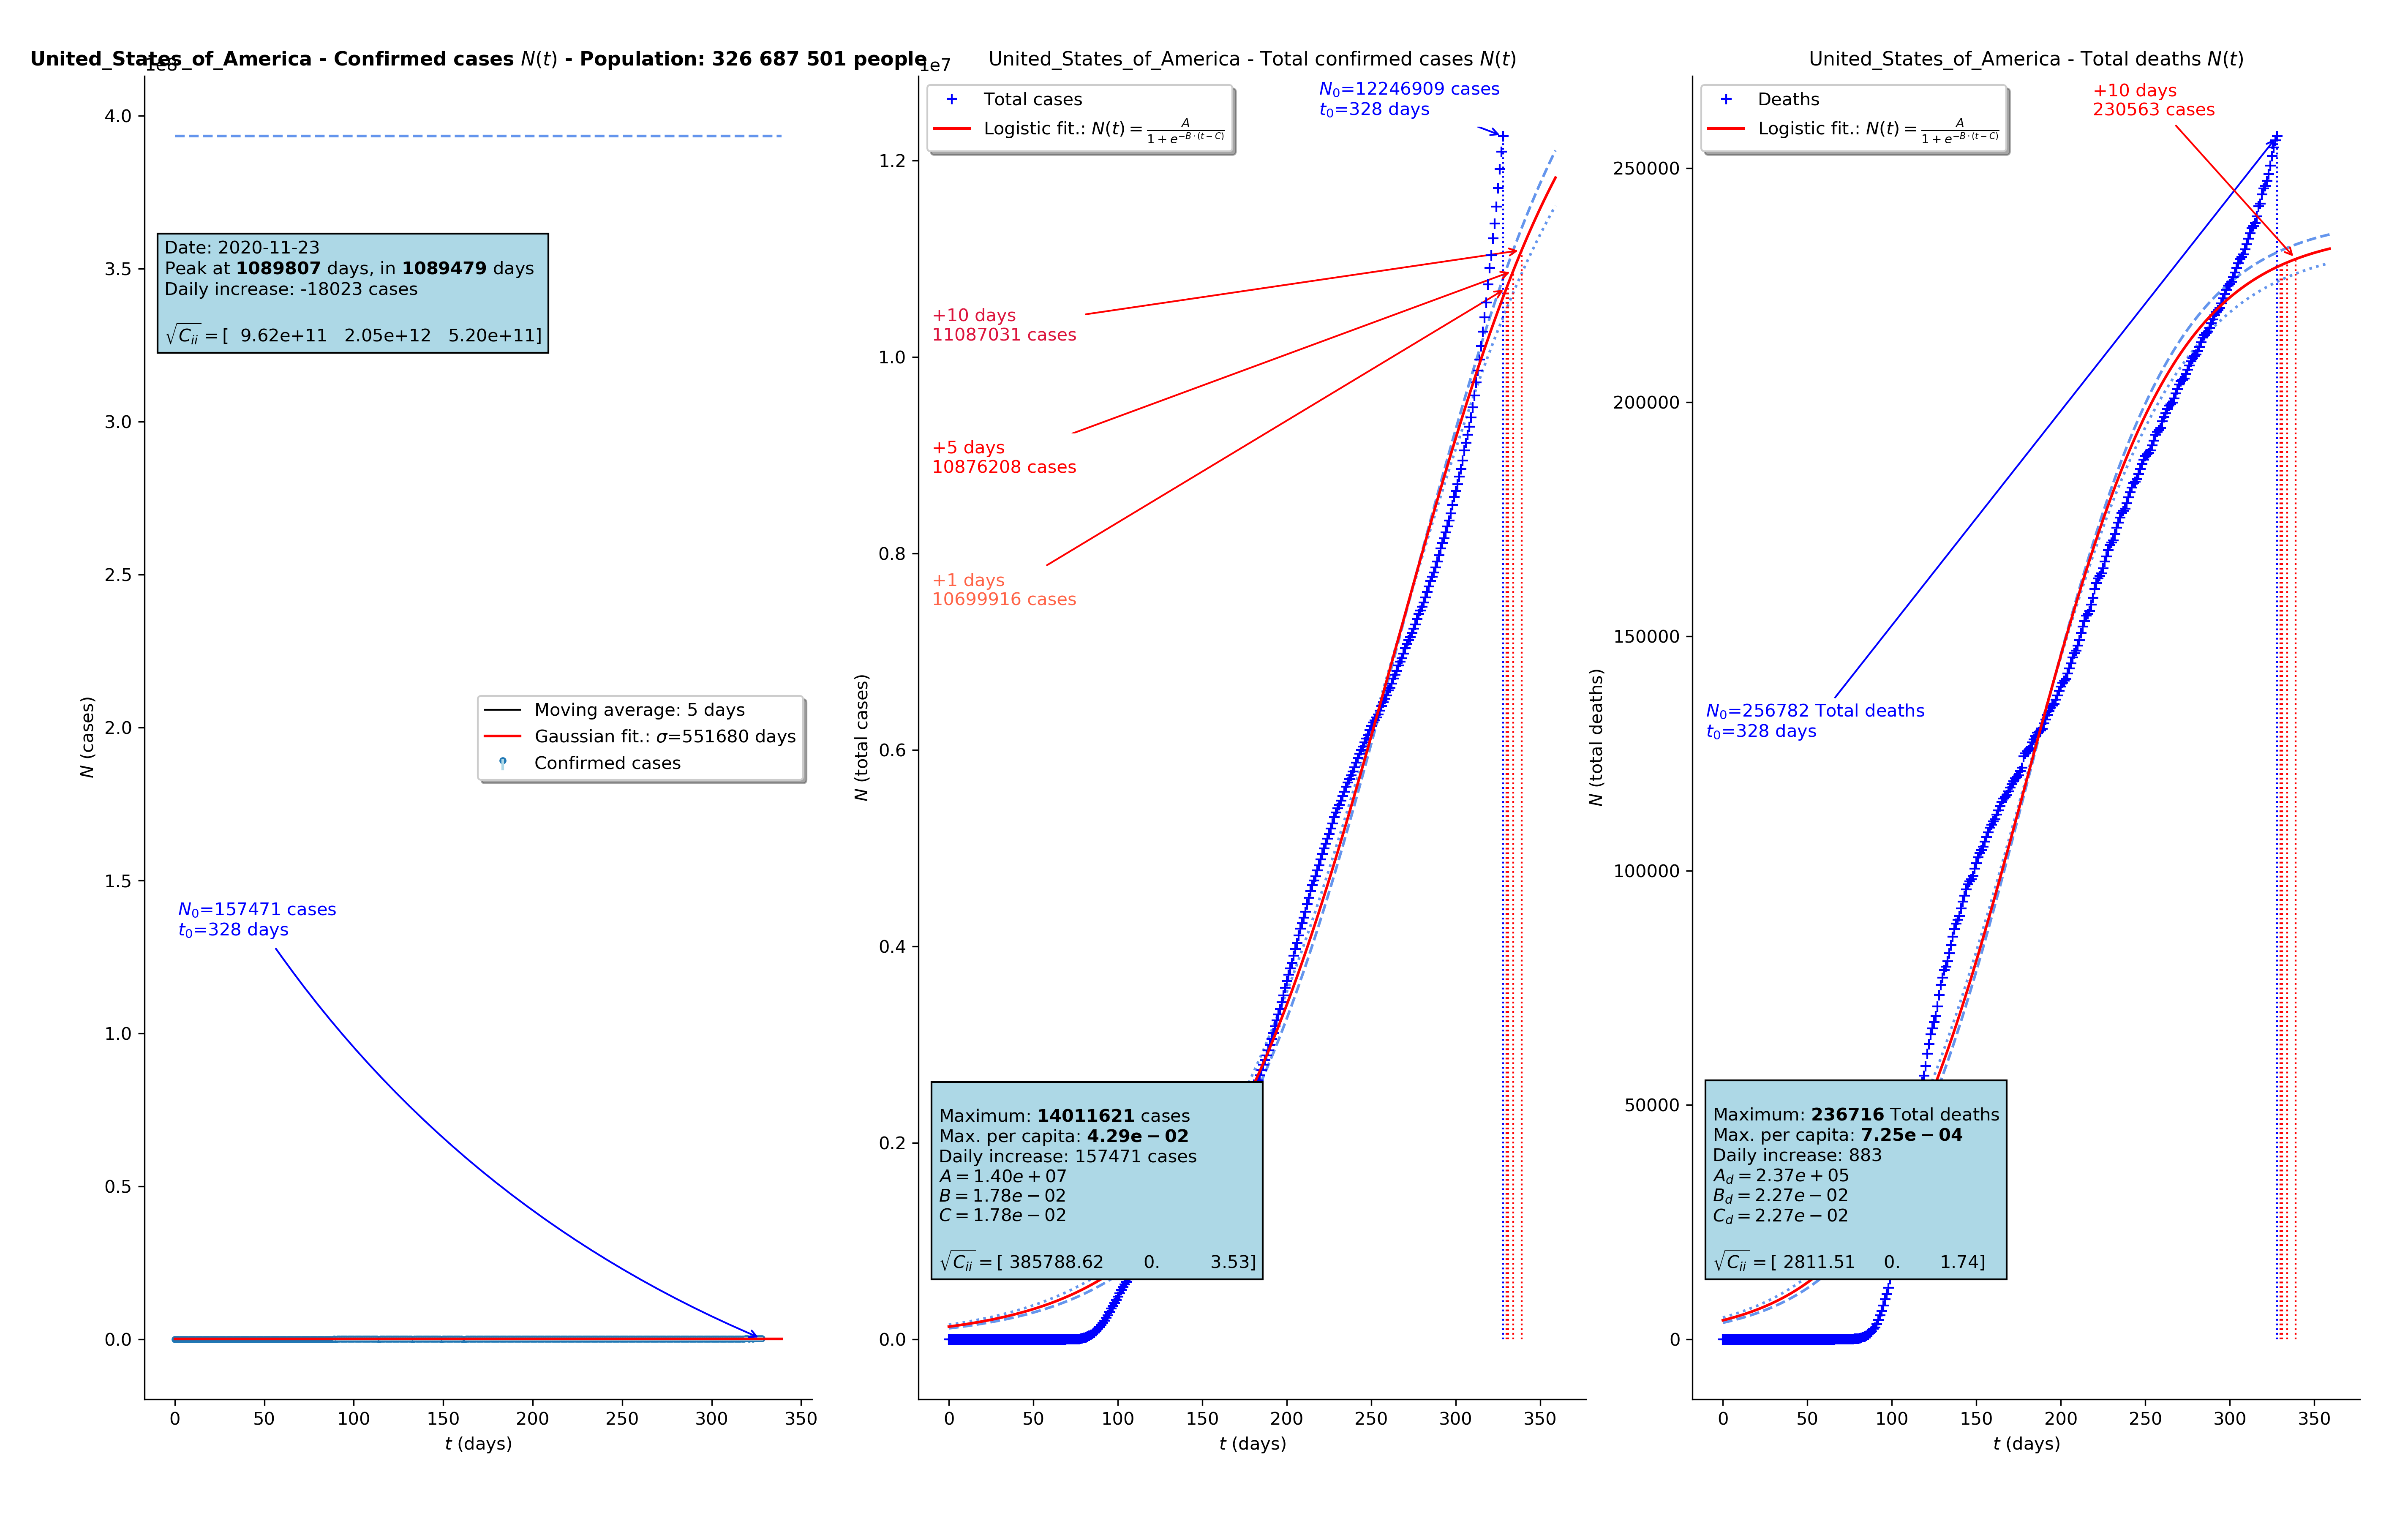 United_States_of_America - Confirmed cases N(t) - Population: 326 687 501 people
4.0
3.5
3.0
2.5
2.0
1.5
1.0
0.5
0.0
N (cases)
Date: 2020-11-23
Peak at 1089807 days, in 1089479 days
Daily increase: -18023 cases
√C_ii = [ 9.62e+11 2.05e+12 5.20e+11]
Moving average: 5 days
Gaussian fit.: σ=551680 days
Confirmed cases
N₀=157471 cases
t₀=328 days
0 50 100 150 200 250 300 350
t (days)
1e7
United_States_of_America - Total confirmed cases N(t)
Total cases
Logistic fit.: N(t) = A / (1 + e^{-B·(t-C)})
N₀=12246909 cases
t₀=328 days
1.2
1.0
0.8
0.6
0.4
0.2
0.0
N (total cases)
+10 days
11087031 cases
+5 days
10876208 cases
+1 days
10699916 cases
Maximum: 14011621 cases
Max. per capita: 4.29e − 02
Daily increase: 157471 cases
A = 1.40e + 07
B = 1.78e − 02
C = 1.78e − 02
√C_ii = [ 385788.62 0. 3.53]
0 50 100 150 200 250 300 350
t (days)
United_States_of_America - Total deaths N(t)
Deaths
Logistic fit.: N(t) = A / (1 + e^{-B·(t-C)})
+10 days
230563 cases
250000
200000
150000
100000
50000
0
N (total deaths)
N₀=256782 Total deaths
t₀=328 days
Maximum: 236716 Total deaths
Max. per capita: 7.25e − 04
Daily increase: 883
A_d = 2.37e + 05
B_d = 2.27e − 02
C_d = 2.27e − 02
√C_ii = [ 2811.51 0. 1.74]
0 50 100 150 200 250 300 350
t (days)